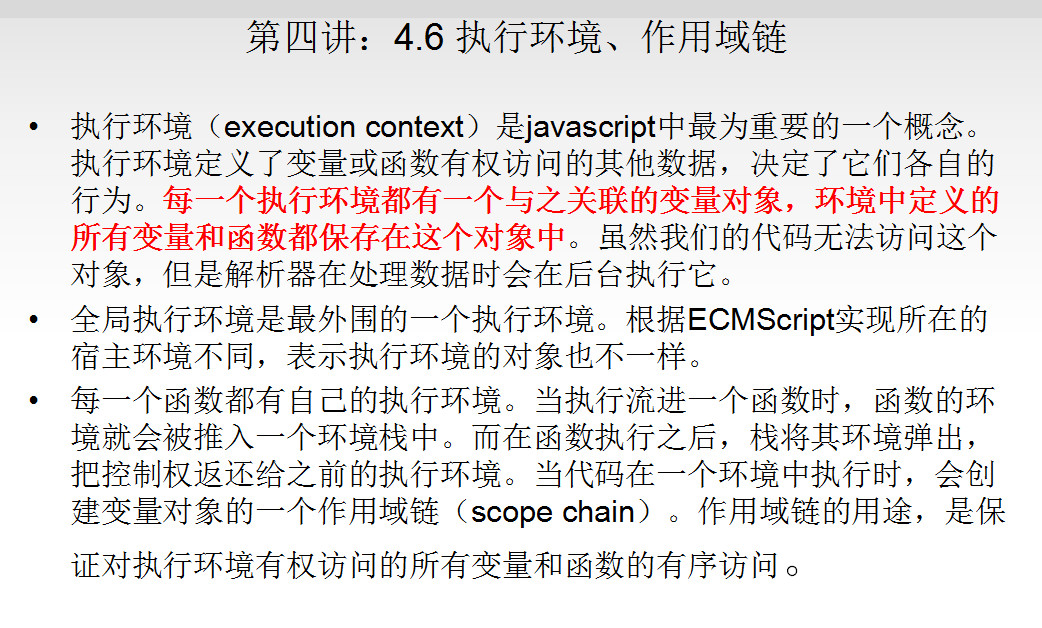 第四讲：4.6 执行环境、作用域链
• 执行环境（execution context）是javascript中最为重要的一个概念。
执行环境定义了变量或函数有权访问的其他数据，决定了它们各自的
行为。每一个执行环境都有一个与之关联的变量对象，环境中定义的
所有变量和函数都保存在这个对象中。虽然我们的代码无法访问这个
对象，但是解析器在处理数据时会在后台执行它。
• 全局执行环境是最外围的一个执行环境。根据ECMScript实现所在的
宿主环境不同，表示执行环境的对象也不一样。
• 每一个函数都有自己的执行环境。当执行流进一个函数时，函数的环
境就会被推入一个环境栈中。而在函数执行之后，栈将其环境弹出，
把控制权返还给之前的执行环境。当代码在一个环境中执行时，会创
建变量对象的一个作用域链（scope chain）。作用域链的用途，是保
证对执行环境有权访问的所有变量和函数的有序访问。